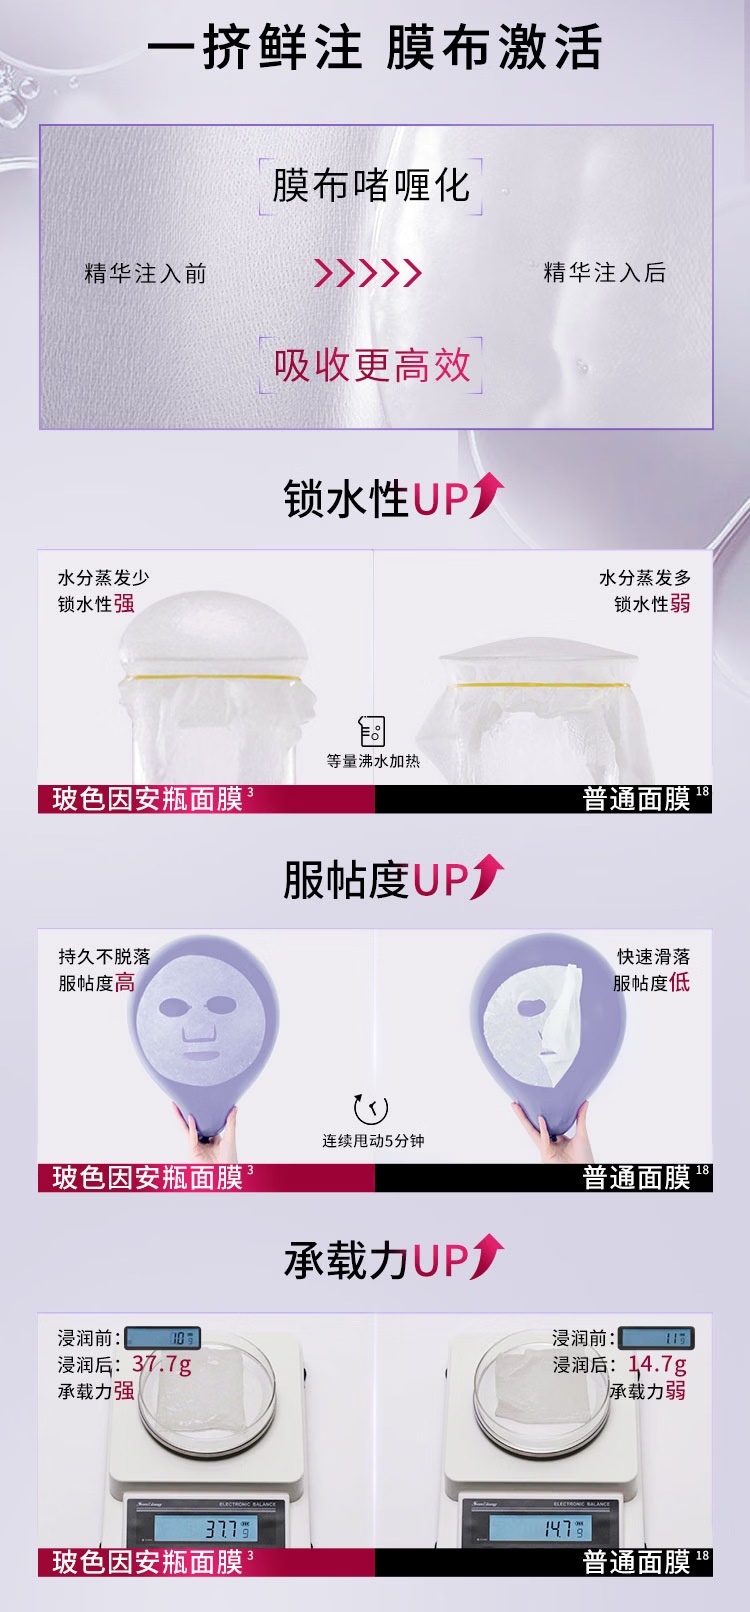 一挤鲜注 膜布激活
膜布啫喱化
精华注入前
精华注入后
吸收更高效
锁水性UP
水分蒸发少
锁水性强
水分蒸发多
锁水性弱
等量沸水加热
玻色因安瓶面膜3
普通面膜18
服帖度UP
持久不脱落
服帖度高
快速滑落
服帖度低
连续甩动5分钟
玻色因安瓶面膜3
普通面膜18
承载力UP
浸润前：1.0 g
浸润后：37.7g
承载力强
浸润前：1.1 g
浸润后：14.7g
承载力弱
ELECTRONIC BALANCE
37.7 g
ELECTRONIC BALANCE
14.7 g
玻色因安瓶面膜3
普通面膜18